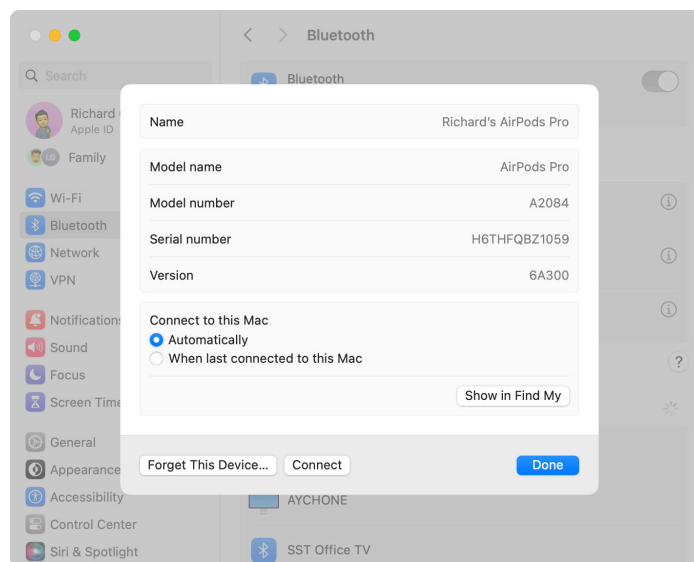 Bluetooth
Search
Bluetooth
Richard
Apple ID
LG
Family
Wi-Fi
Bluetooth
Network
VPN
Notifications
Sound
Focus
Screen Time
General
Appearance
Accessibility
Control Center
Siri & Spotlight
Name Richard's AirPods Pro
Model name AirPods Pro
Model number A2084
Serial number H6THFQBZ1059
Version 6A300
Connect to this Mac
Automatically
When last connected to this Mac
Show in Find My
Forget This Device... Connect Done
?
AYCHONE
SST Office TV